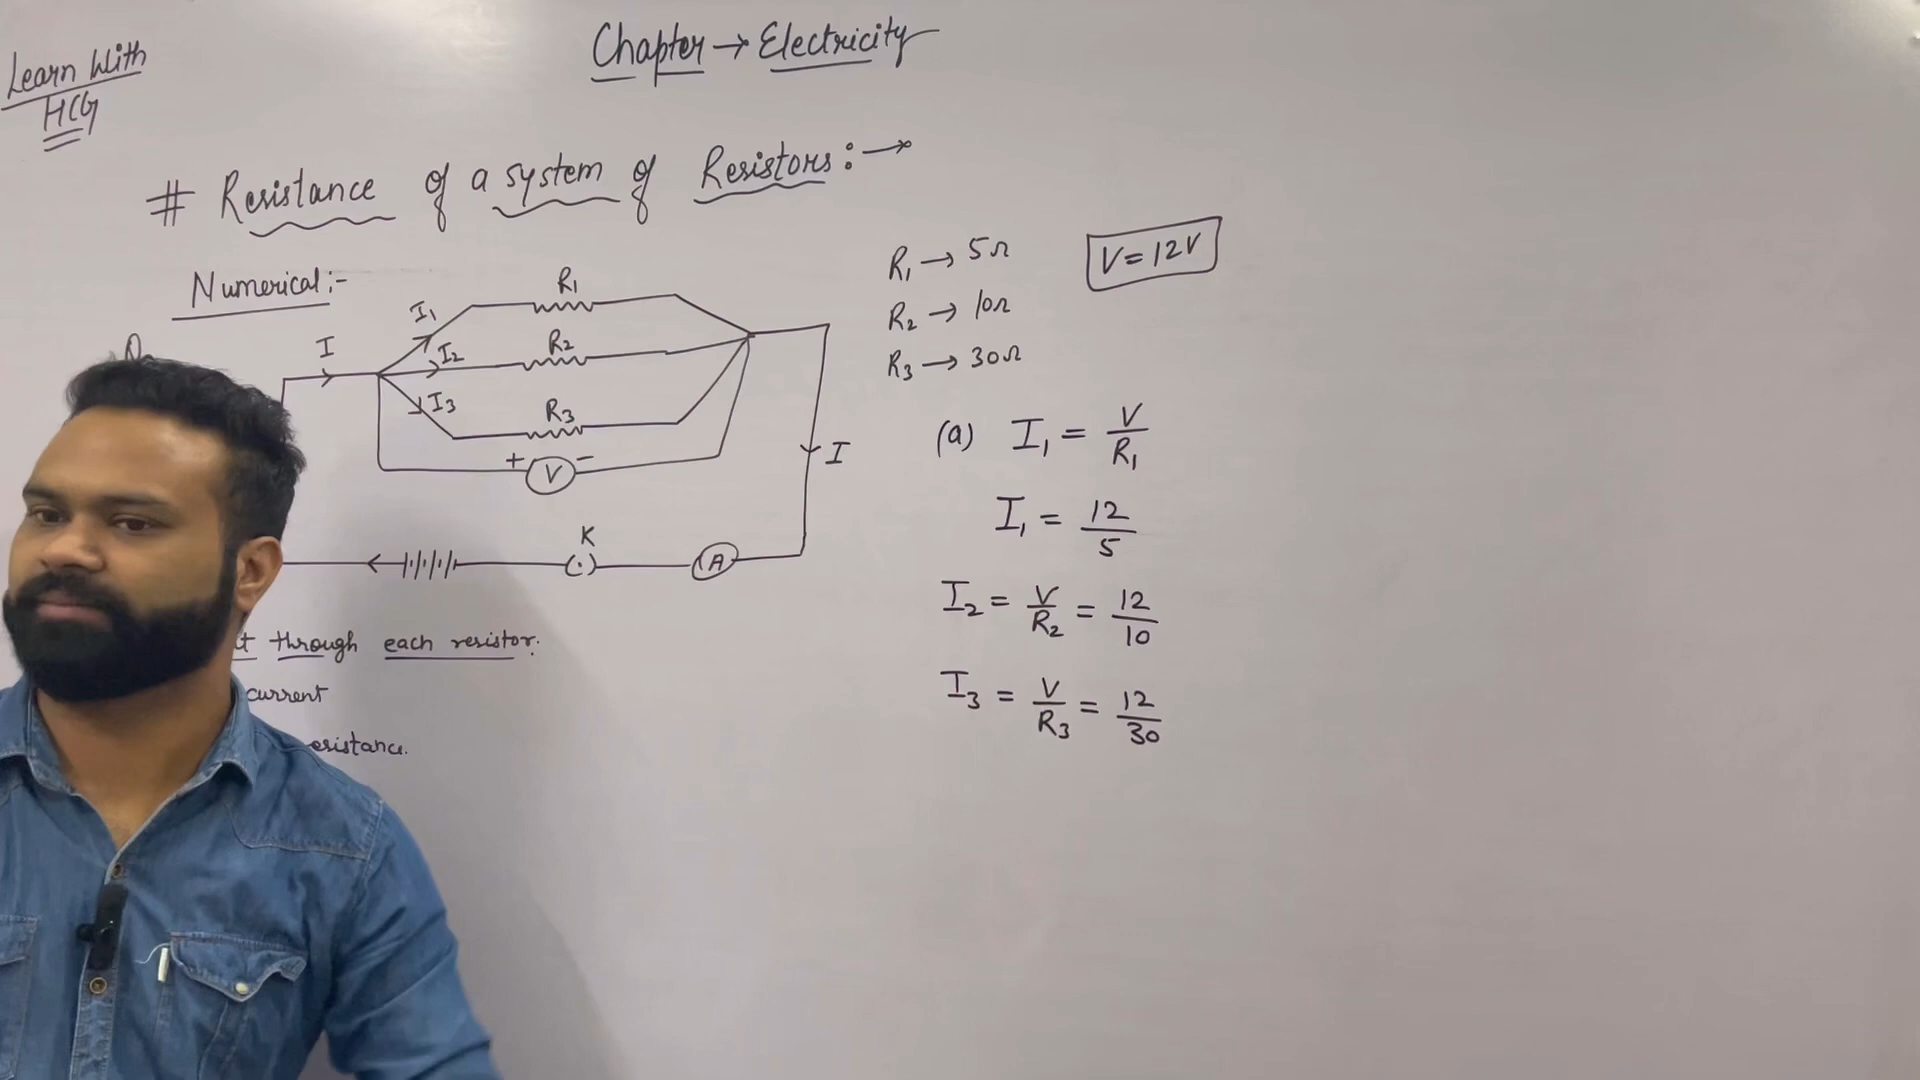 Learn With
HCG
Chapter → Electricity
# Resistance of a system of Resistors:→
Numerical:-
R₁ → 5Ω
R₂ → 10Ω
R₃ → 30Ω
V=12V
I
I₁
I₂
I₃
R₁
R₂
R₃
+ V -
I
K
A
through each resistor.
current
(a) I₁ = V/R₁
I₁ = 12/5
I₂ = V/R₂ = 12/10
I₃ = V/R₃ = 12/30